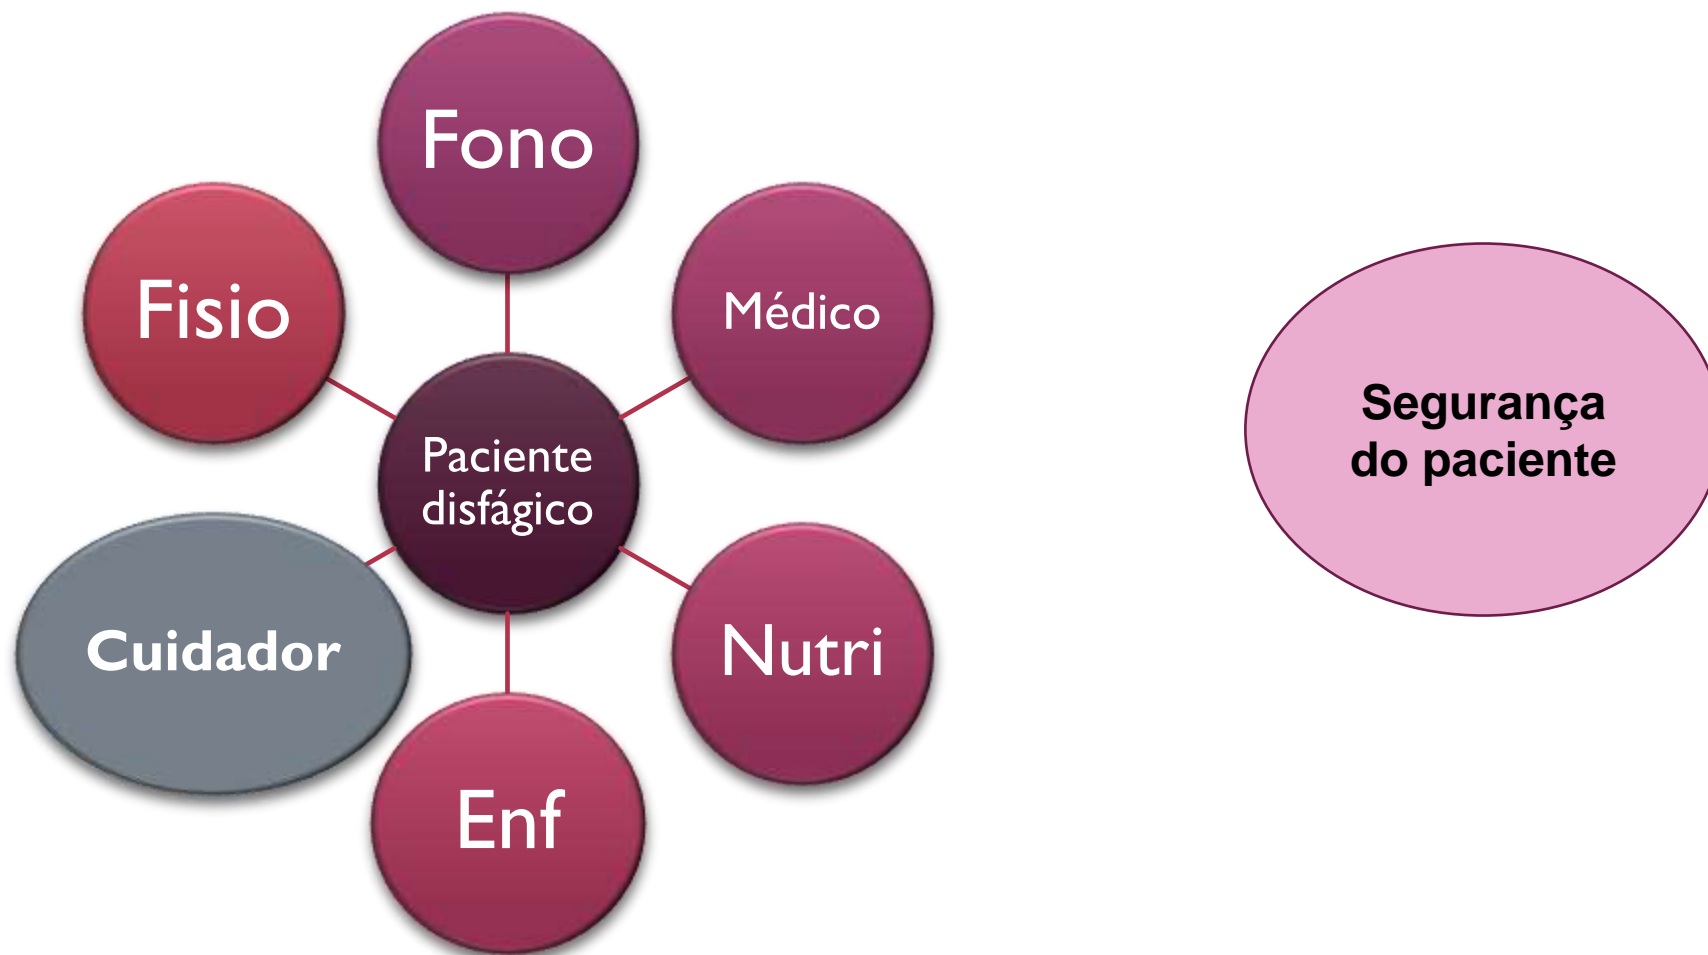 Fono
Fisio
Médico
Paciente
disfágico
Cuidador
Nutri
Enf
Segurança
do paciente